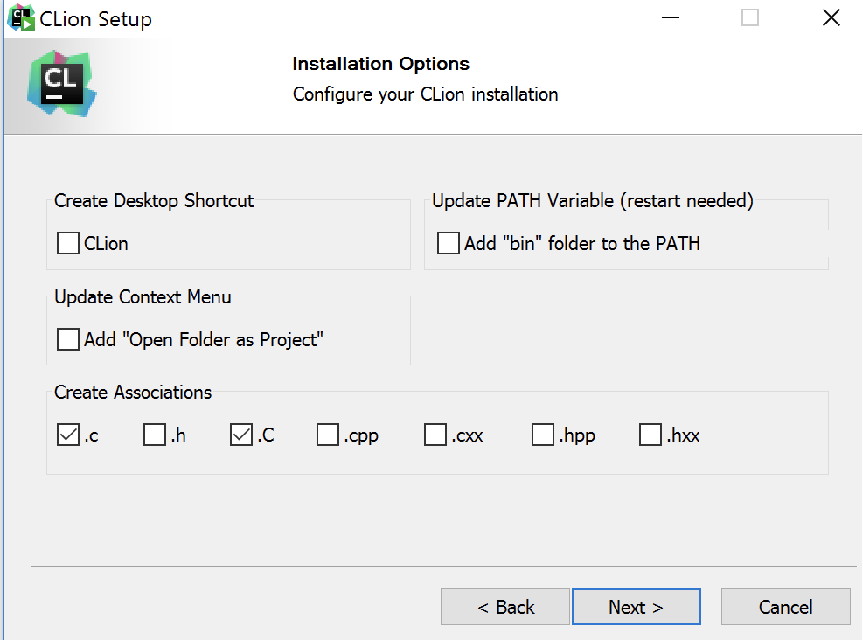 CLion Setup
CL
Installation Options
Configure your CLion installation
Create Desktop Shortcut
CLion
Update PATH Variable (restart needed)
Add "bin" folder to the PATH
Update Context Menu
Add "Open Folder as Project"
Create Associations
.c .h .C .cpp .cxx .hpp .hxx
< Back Next > Cancel